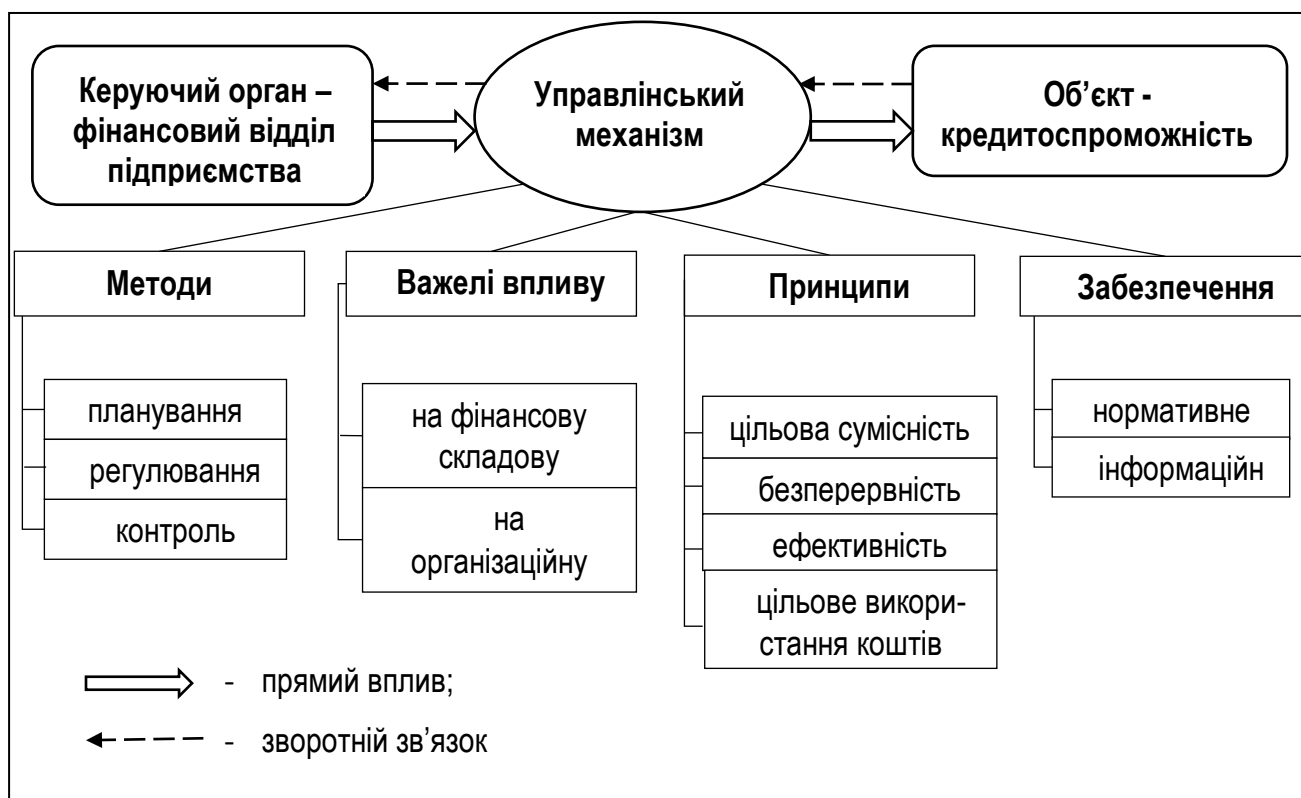 Керуючий орган –
фінансовий відділ
підприємства
Управлінський
механізм
Об’єкт -
кредитоспроможність
Методи
планування
регулювання
контроль
Важелі впливу
на фінансову
складову
на
організаційну
Принципи
цільова сумісність
безперервність
ефективність
цільове викори-
стання коштів
Забезпечення
нормативне
інформаційн
- прямий вплив;
- зворотній зв’язок